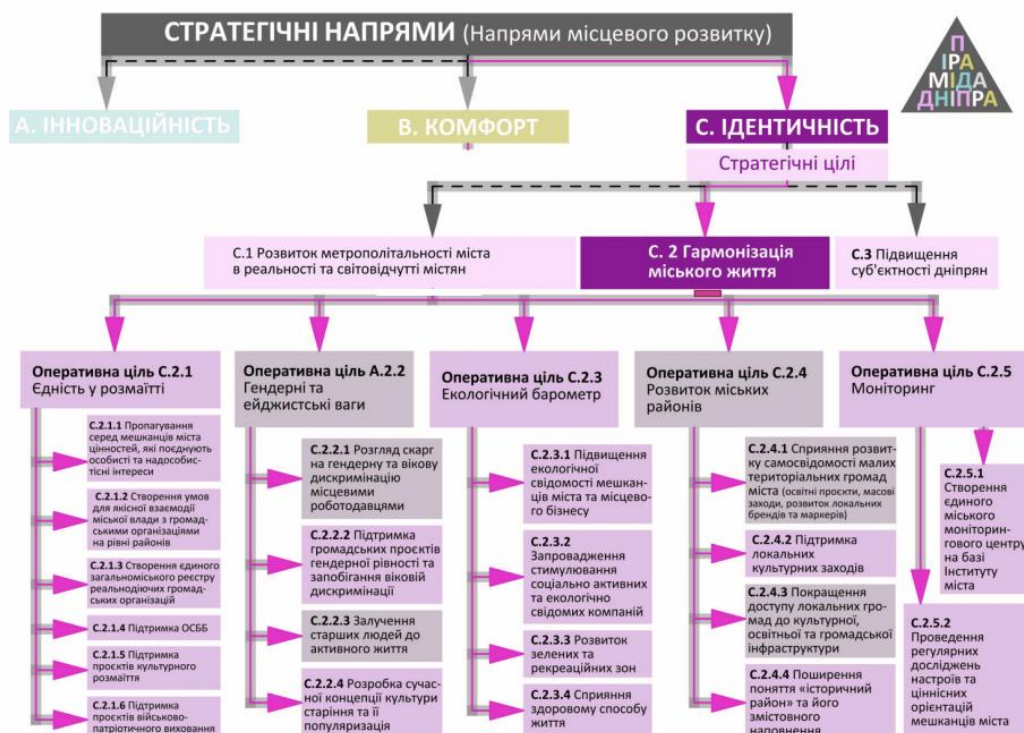 СТРАТЕГІЧНІ НАПРЯМИ (Напрями місцевого розвитку)
П
ІРА
МІДА
ДНІПРА
А. ІННОВАЦІЙНІСТЬ
В. КОМФОРТ
С. ІДЕНТИЧНІСТЬ
Стратегічні цілі
С.1 Розвиток метрополітальності міста
в реальності та світовідчутті містян
С. 2 Гармонізація
міського життя
С.3 Підвищення
суб'єктності дніпрян
Оперативна ціль С.2.1
Єдність у розмаїтті
С.2.1.1 Пропагування
серед мешканців міста
цінностей, які поєднують
особисті та надособис-
тісні інтереси
С.2.1.2 Створення умов
для якісної взаємодії
міської влади з громад-
ськими організаціями
на рівні районів
С.2.1.3 Створення єдиного
загальноміського реєстру
реальнодіючих громад-
ських організацій
С.2.1.4 Підтримка ОСББ
С.2.1.5 Підтримка
проєктів культурного
розмаїття
С.2.1.6 Підтримка
проєктів військово-
патріотичного виховання
Оперативна ціль А.2.2
Гендерні та
ейджистські ваги
С.2.2.1 Розгляд скарг
на гендерну та вікову
дискримінацію
місцевими
роботодавцями
С.2.2.2 Підтримка
громадських проєктів
гендерної рівності та
запобігання віковій
дискримінації
С.2.2.3 Залучення
старших людей до
активного життя
С.2.2.4 Розробка сучас-
ної концепції культури
старіння та її
популяризація
Оперативна ціль С.2.3
Екологічний барометр
С.2.3.1 Підвищення
екологічної
свідомості мешкан-
ців міста та місцево-
го бізнесу
С.2.3.2
Запровадження
стимулювання
соціально активних
та екологічно
свідомих компаній
С.2.3.3 Розвиток
зелених та
рекреаційних зон
С.2.3.4 Сприяння
здоровому способу
життя
Оперативна ціль С.2.4
Розвиток міських
районів
С.2.4.1 Сприяння розвит-
ку самосвідомості малих
територіальних громад
міста (освітні проєкти, масові
заходи, розвиток локальних
брендів та маркерів)
С.2.4.2 Підтримка
локальних
культурних заходів
С.2.4.3 Покращення
доступу локальних гро-
мад до культурної,
освітньої та громадської
інфраструктури
С.2.4.4 Поширення
поняття «історичний
район» та його
змістовного
наповнення
Оперативна ціль С.2.5
Моніторинг
С.2.5.1
Створення
єдиного
міського
моніторин-
гового центру
на базі
Інституту
міста
С.2.5.2
Проведення
регулярних
досліджень
настроїв та
ціннісних
орієнтацій
мешканців міста